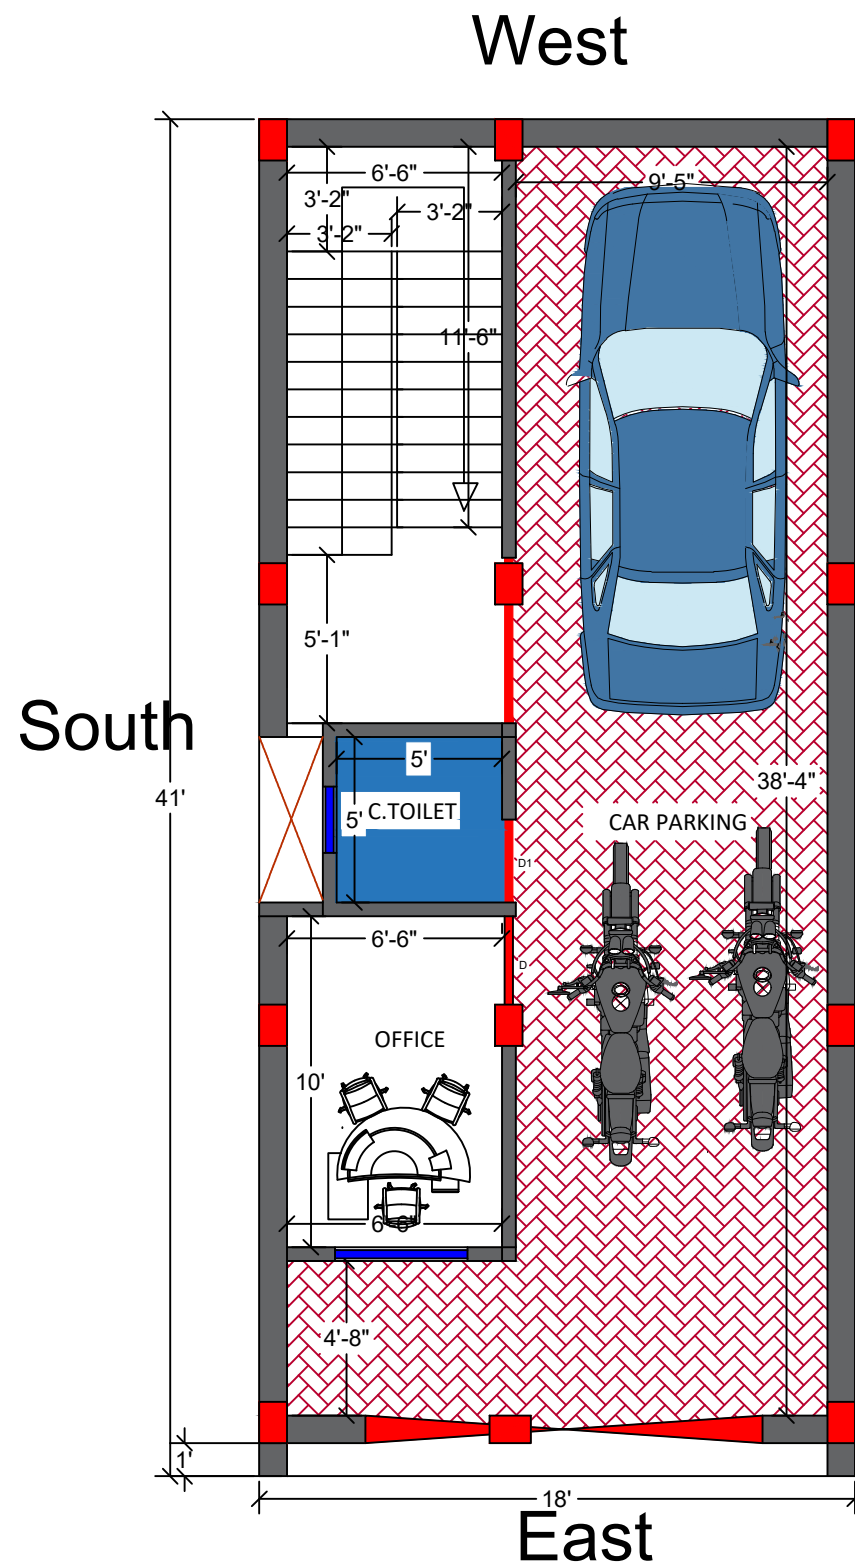 West
6'-6"
9'-5"
3'-2"
3'-2"
3'-2"
11'-6"
5'-1"
South
5'
38'-4"
41'
5'
C.TOILET
CAR PARKING
D1
6'-6"
D
OFFICE
10'
6'-6"
4'-8"
1'
18'
East